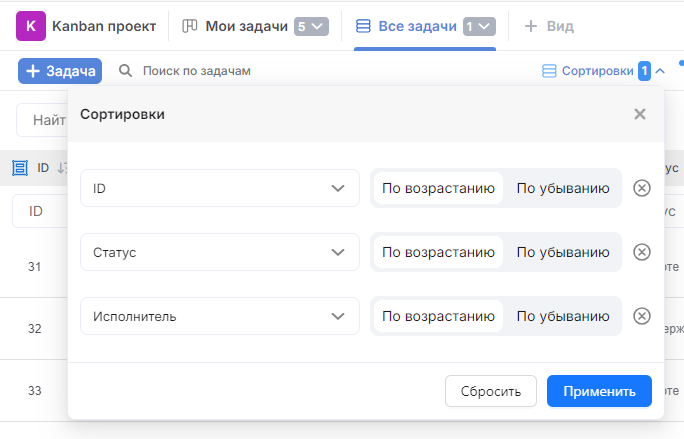 K Kanban проект Мои задачи 5 Все задачи 1 + Вид
+ Задача Поиск по задачам Сортировки 1
Найт
Сортировки
ID
ус
ID По возрастанию По убыванию
ID
ус
Статус По возрастанию По убыванию
31
оте
Исполнитель По возрастанию По убыванию
32
ерж
Сбросить Применить
33
оте